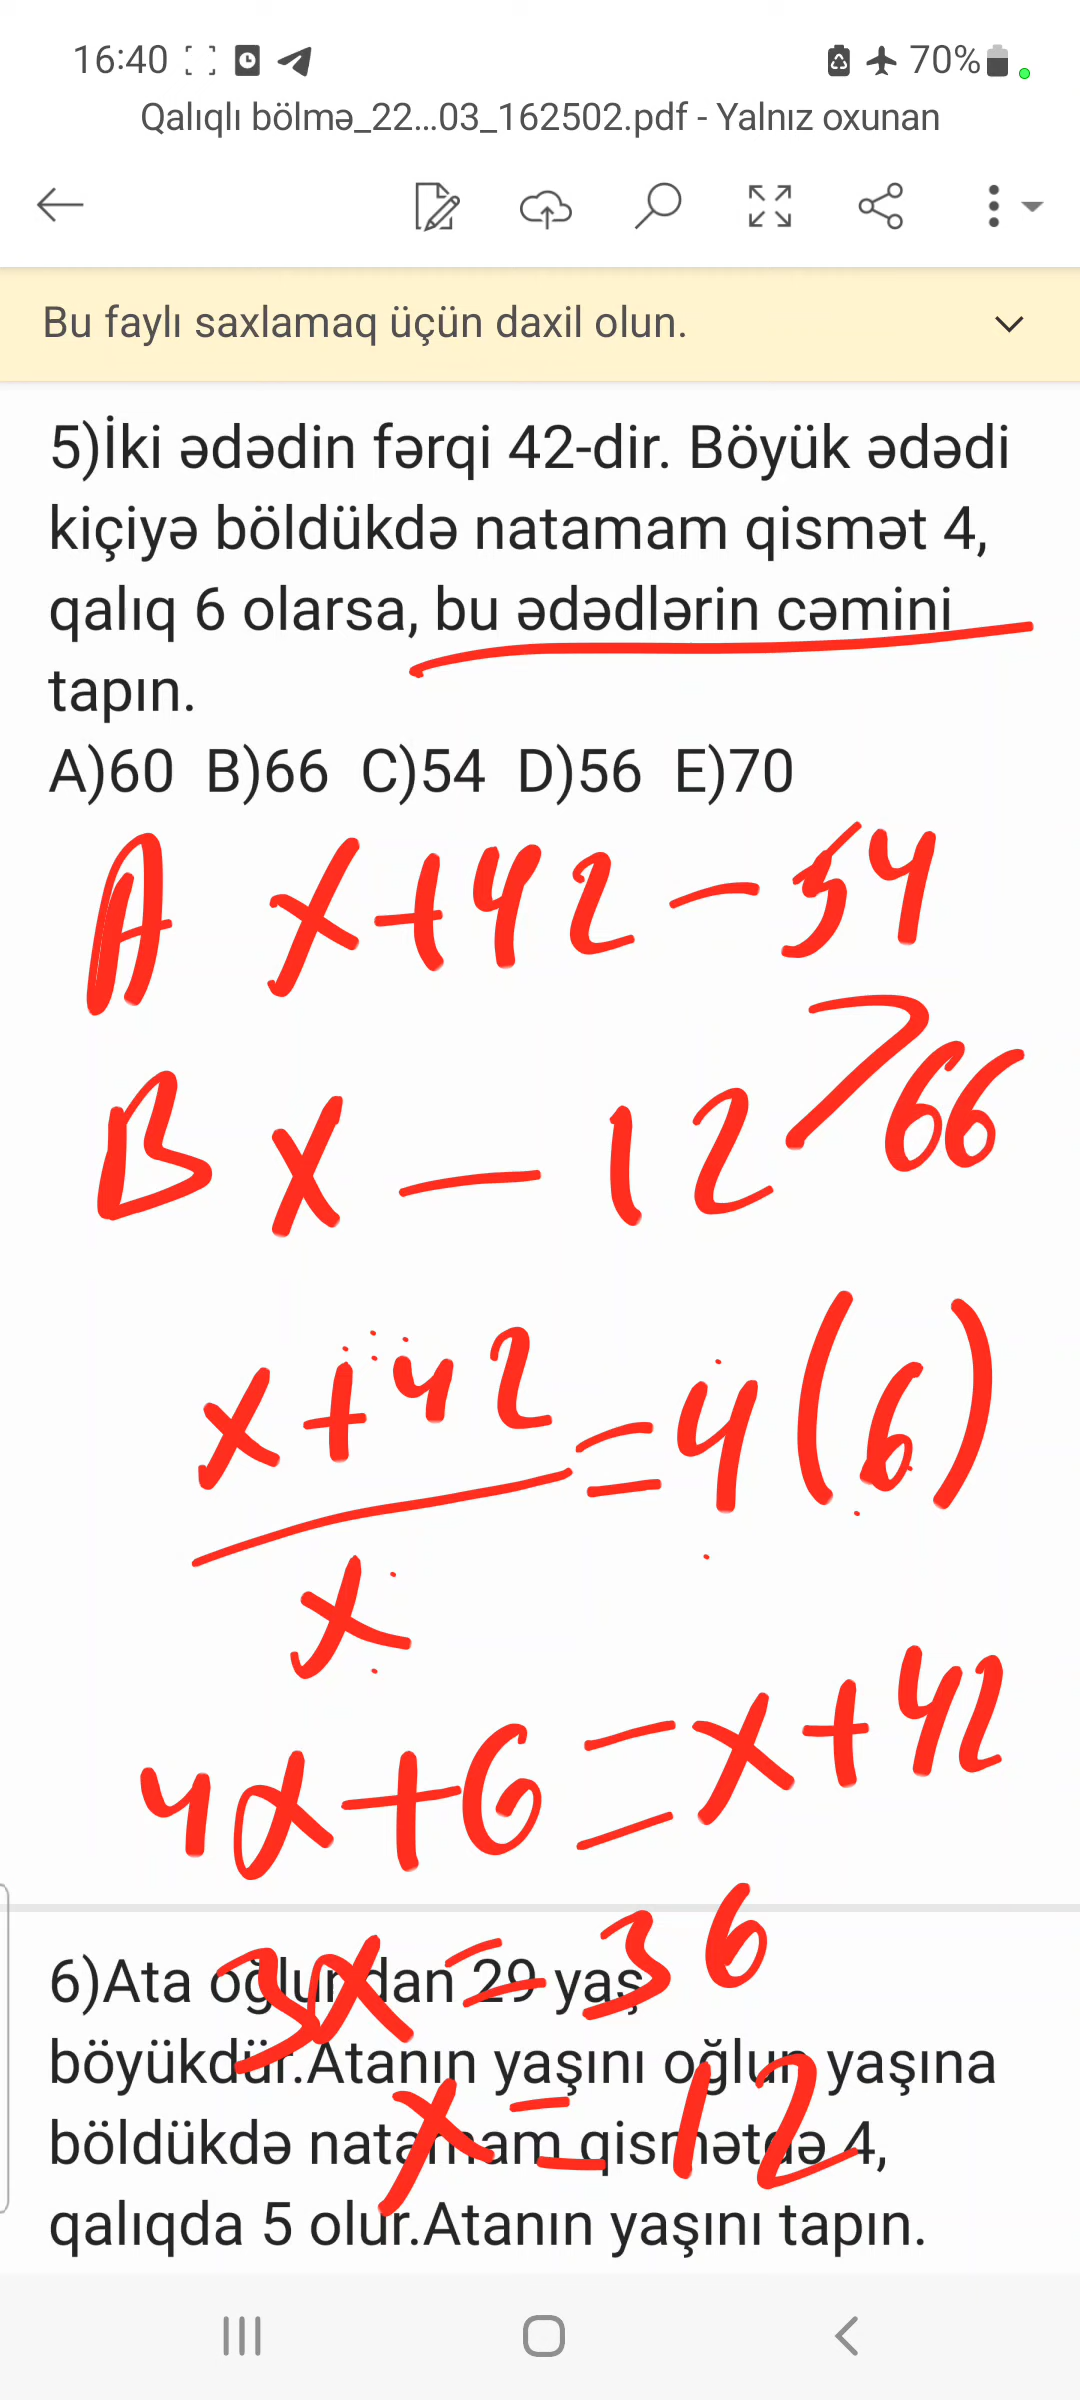 16:40 70%
Qalıqlı bölmə_22...03_162502.pdf - Yalnız oxunan
Bu faylı saxlamaq üçün daxil olun.
5)İki ədədin fərqi 42-dir. Böyük ədədi
kiçiyə böldükdə natamam qismət 4,
qalıq 6 olarsa, bu ədədlərin cəmini
tapın.
A)60 B)66 C)54 D)56 E)70
A x+42 - 54
B x - 12 >66
x+42
= 4(6)
x
4x+6=x+42
3x=36
x=12
6)Ata oğlundan 29 yaş
böyükdür.Atanın yaşını oğlun yaşına
böldükdə natamam qismətdə 4,
qalıqda 5 olur.Atanın yaşını tapın.